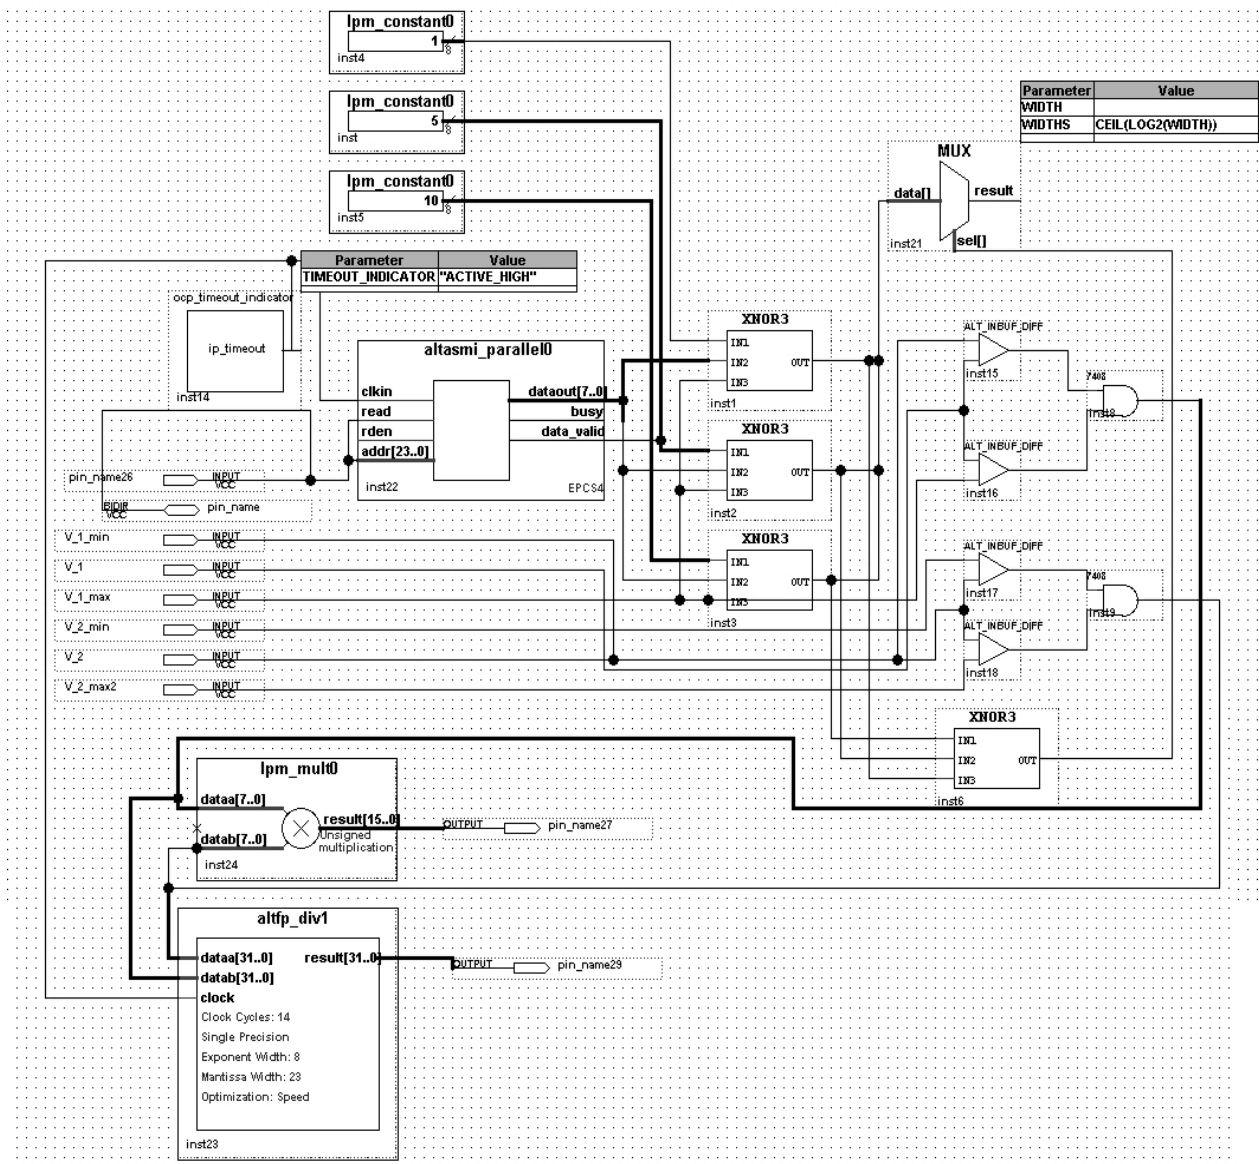 lpm_constant0
1
8
inst4
lpm_constant0
5
8
inst
lpm_constant0
10
8
inst5
Parameter Value
WIDTH
WIDTHS CEIL(LOG2(WIDTH))
MUX
data[] result
sel[]
inst21
Parameter Value
TIMEOUT_INDICATOR "ACTIVE_HIGH"
ocp_timeout_indicator
ip_timeout
inst14
altasmi_parallel0
clkin dataout[7..0]
read busy
rden data_valid
addr[23..0]
inst22 EPCS4
XNOR3
IN1
IN2 OUT
IN3
inst1
XNOR3
IN1
IN2 OUT
IN3
inst2
XNOR3
IN1
IN2 OUT
IN3
inst3
ALT_INBUF_DIFF
inst15
7408
inst8
ALT_INBUF_DIFF
inst16
ALT_INBUF_DIFF
inst17
7408
inst9
ALT_INBUF_DIFF
inst18
pin_name26 INPUT
VCC
BIDIR
VCC pin_name
V_1_min INPUT
VCC
V_1 INPUT
VCC
V_1_max INPUT
VCC
V_2_min INPUT
VCC
V_2 INPUT
VCC
V_2_max2 INPUT
VCC
XNOR3
IN1
IN2 OUT
IN3
inst6
lpm_mult0
dataa[7..0]
result[15..0]
datab[7..0] Unsigned
multiplication
inst24
OUTPUT pin_name27
altfp_div1
dataa[31..0] result[31..0]
datab[31..0]
clock
Clock Cycles: 14
Single Precision
Exponent Width: 8
Mantissa Width: 23
Optimization: Speed
inst23
OUTPUT pin_name29